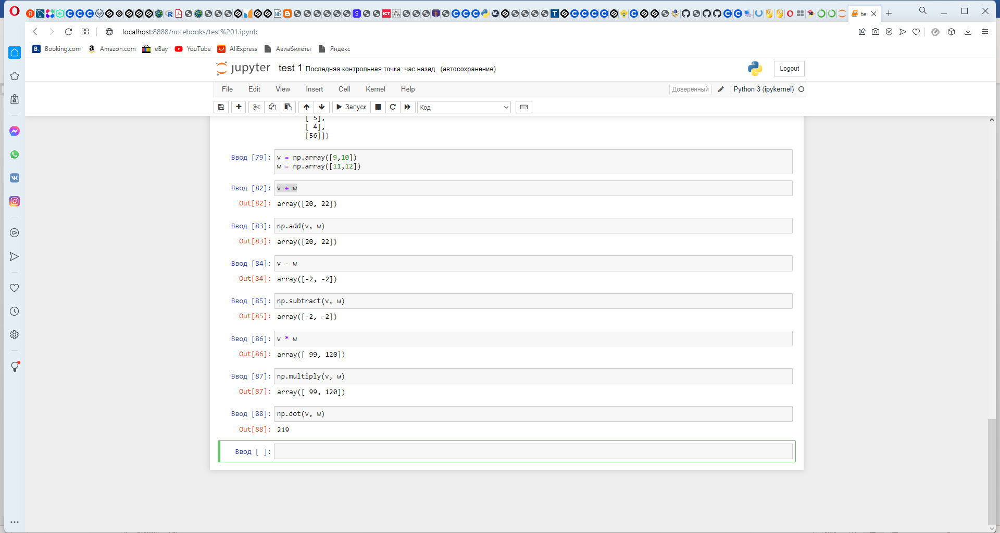 te:
localhost:8888/notebooks/test%201.ipynb
Booking.com Amazon.com eBay YouTube AliExpress Авиабилеты Яндекс
jupyter test 1 Последняя контрольная точка: час назад (автосохранение) Logout
File Edit View Insert Cell Kernel Help Доверенный Python 3 (ipykernel)
Запуск Код
[ 5],
[ 4],
[56]])
Ввод [79]: v = np.array([9,10])
w = np.array([11,12])
Ввод [82]: v + w
Out[82]: array([20, 22])
Ввод [83]: np.add(v, w)
Out[83]: array([20, 22])
Ввод [84]: v - w
Out[84]: array([-2, -2])
Ввод [85]: np.subtract(v, w)
Out[85]: array([-2, -2])
Ввод [86]: v * w
Out[86]: array([ 99, 120])
Ввод [87]: np.multiply(v, w)
Out[87]: array([ 99, 120])
Ввод [88]: np.dot(v, w)
Out[88]: 219
Ввод [ ]: